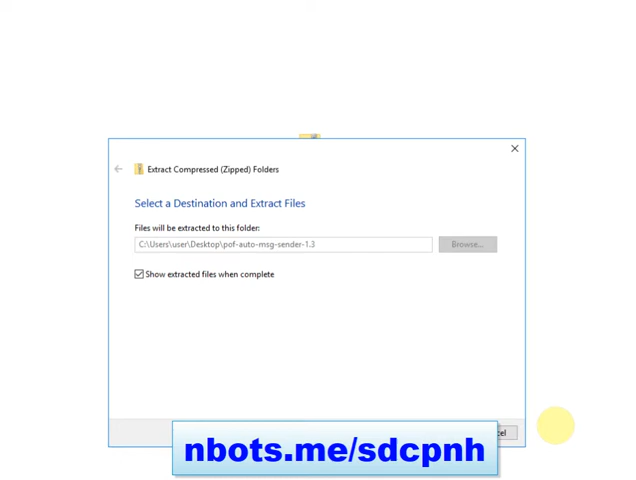 Extract Compressed (Zipped) Folders
Select a Destination and Extract Files
Files will be extracted to this folder:
C:\Users\user\Desktop\pof-auto-msg-sender-1.3
Browse...
Show extracted files when complete
nbots.me/sdcpnh